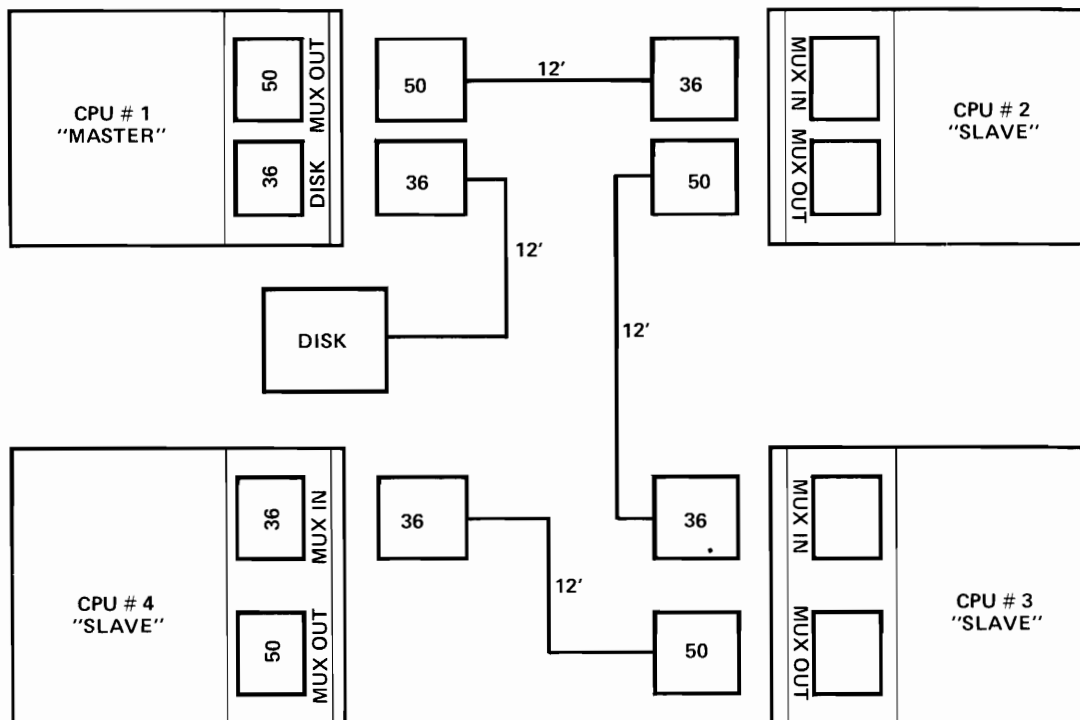 CPU # 1
"MASTER"
50
MUX OUT
36
DISK
50
12'
36
MUX IN
MUX OUT
CPU # 2
"SLAVE"
36
12'
50
DISK
12'
CPU # 4
"SLAVE"
36
MUX IN
50
MUX OUT
36
12'
36
50
MUX IN
MUX OUT
CPU # 3
"SLAVE"